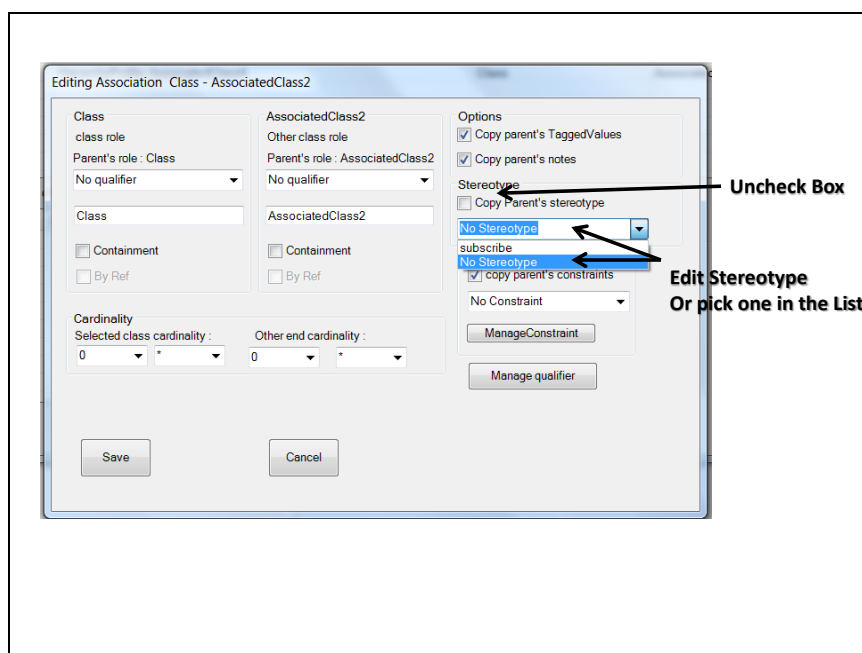 Editing Association Class - AssociatedClass2
Class
class role
Parent's role : Class
No qualifier
Class
Containment
By Ref
AssociatedClass2
Other class role
Parent's role : AssociatedClass2
No qualifier
AssociatedClass2
Containment
By Ref
Cardinality
Selected class cardinality :
0 *
Other end cardinality :
0 *
Options
Copy parent's TaggedValues
Copy parent's notes
Stereotype
Copy Parent's stereotype
No Stereotype
subscribe
No Stereotype
copy parent's constraints
No Constraint
ManageConstraint
Manage qualifier
Save
Cancel
Uncheck Box
Edit Stereotype
Or pick one in the List